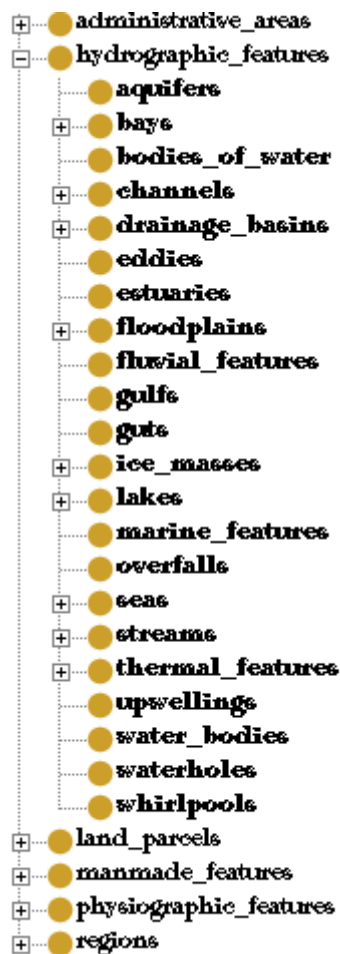 administrative_areas
hydrographic_features
aquifers
bays
bodies_of_water
channels
drainage_basins
eddies
estuaries
floodplains
fluvial_features
gulfs
guts
ice_masses
lakes
marine_features
overfalls
seas
streams
thermal_features
upwellings
water_bodies
waterholes
whirlpools
land_parcels
manmade_features
physiographic_features
regions